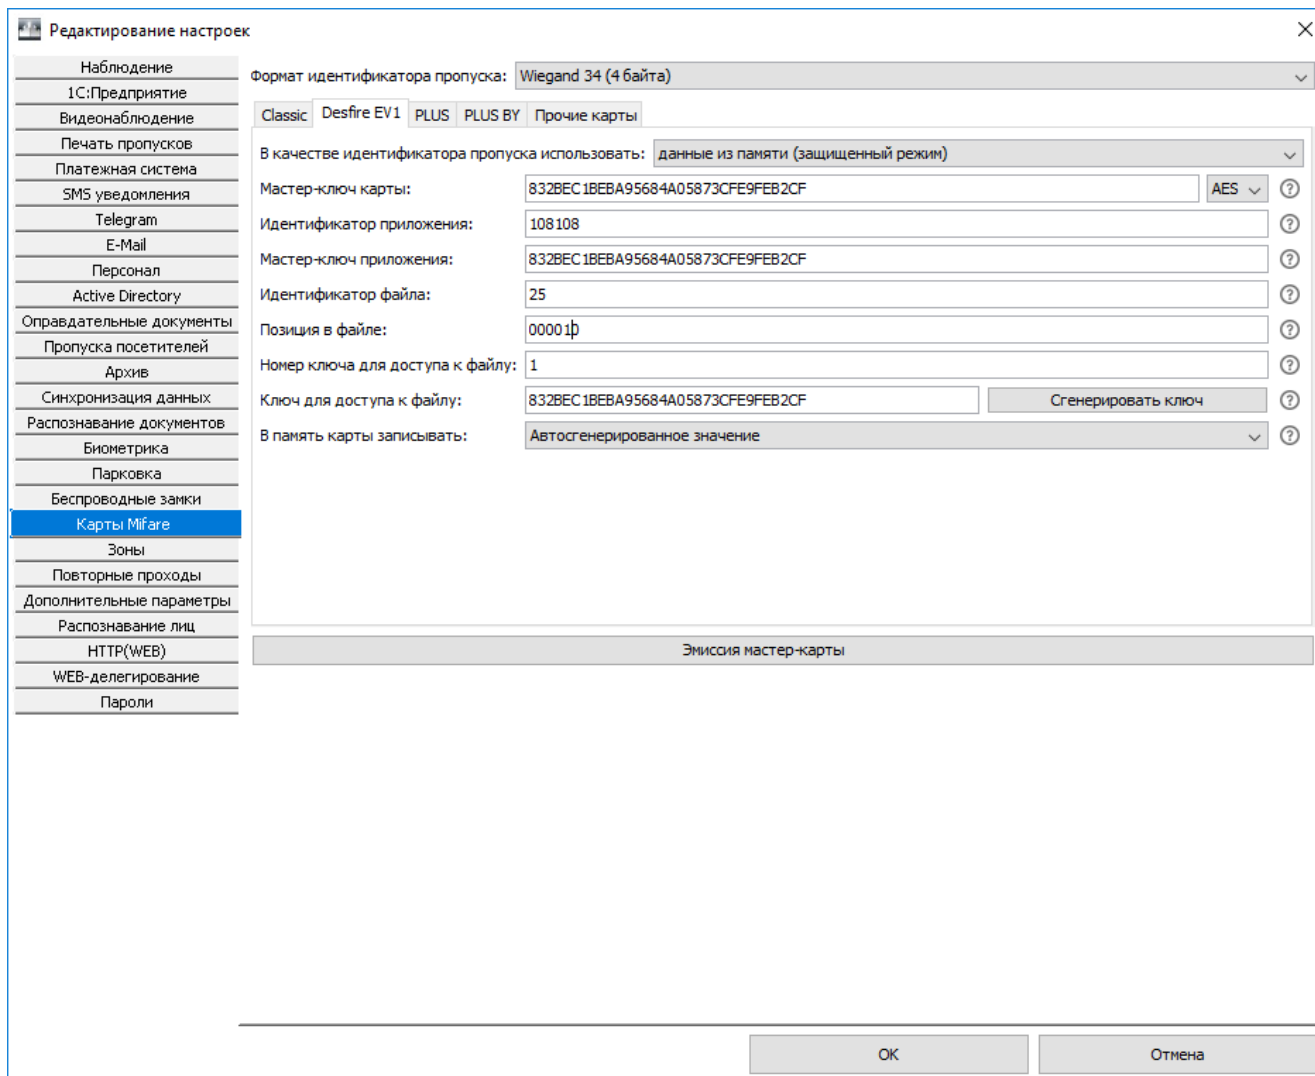 Редактирование настроек
Наблюдение
1С:Предприятие
Видеонаблюдение
Печать пропусков
Платежная система
SMS уведомления
Telegram
E-Mail
Персонал
Active Directory
Оправдательные документы
Пропуска посетителей
Архив
Синхронизация данных
Распознавание документов
Биометрика
Парковка
Беспроводные замки
Карты Mifare
Зоны
Повторные проходы
Дополнительные параметры
Распознавание лиц
HTTP(WEB)
WEB-делегирование
Пароли
Формат идентификатора пропуска: Wiegand 34 (4 байта)
Classic Desfire EV1 PLUS PLUS BY Прочие карты
В качестве идентификатора пропуска использовать: данные из памяти (защищенный режим)
Мастер-ключ карты: 832BEC1BEBA95684A05873CFE9FEB2CF AES ?
Идентификатор приложения: 108108 ?
Мастер-ключ приложения: 832BEC1BEBA95684A05873CFE9FEB2CF ?
Идентификатор файла: 25 ?
Позиция в файле: 000010 ?
Номер ключа для доступа к файлу: 1 ?
Ключ для доступа к файлу: 832BEC1BEBA95684A05873CFE9FEB2CF Сгенерировать ключ ?
В память карты записывать: Автосгенерированное значение ?
Эмиссия мастер-карты
ОК Отмена